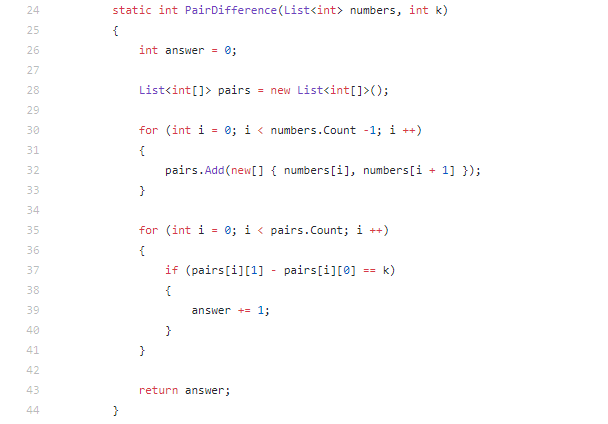 24 static int PairDifference(List<int> numbers, int k)
25 {
26 int answer = 0;
27
28 List<int[]> pairs = new List<int[]>();
29
30 for (int i = 0; i < numbers.Count -1; i ++)
31 {
32 pairs.Add(new[] { numbers[i], numbers[i + 1] });
33 }
34
35 for (int i = 0; i < pairs.Count; i ++)
36 {
37 if (pairs[i][1] - pairs[i][0] == k)
38 {
39 answer += 1;
40 }
41 }
42
43 return answer;
44 }